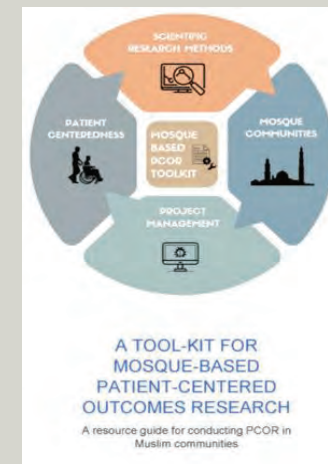 SCIENTIFIC
RESEARCH METHODS
PATIENT
CENTEREDNESS
MOSQUE
BASED
PCOR
TOOLKIT
MOSQUE
COMMUNITIES
PROJECT
MANAGEMENT
A TOOL-KIT FOR
MOSQUE-BASED
PATIENT-CENTERED
OUTCOMES RESEARCH
A resource guide for conducting PCOR in
Muslim communities